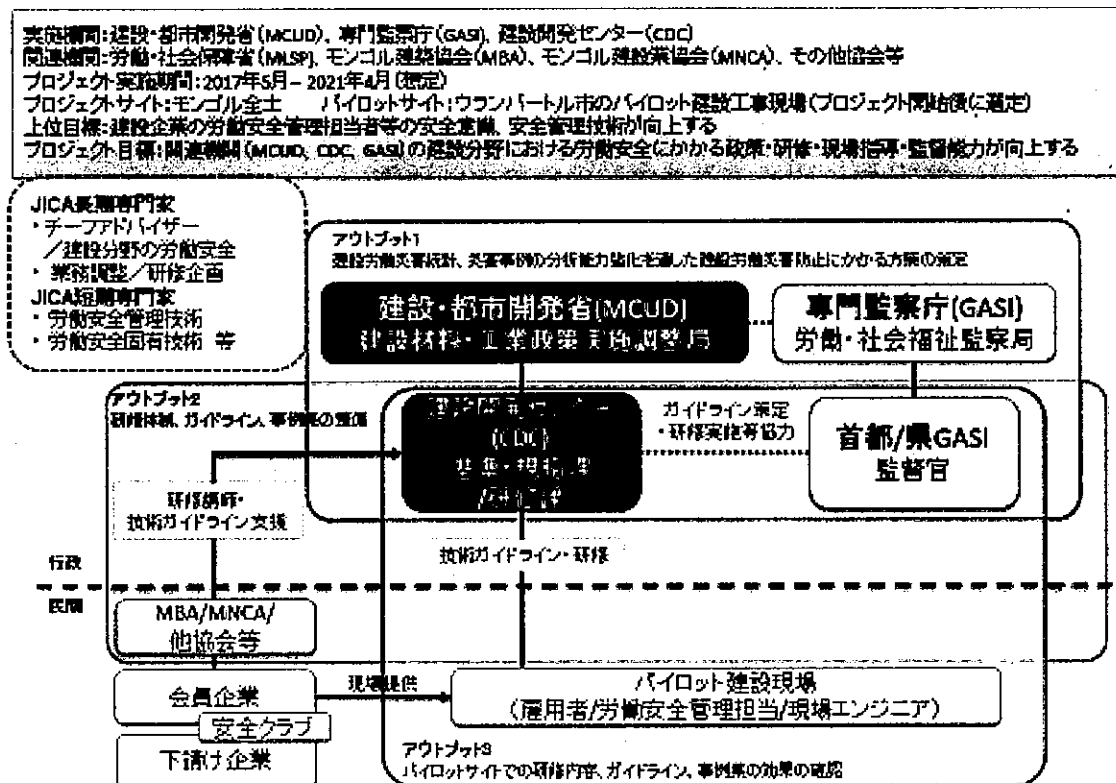 実施機関：建設・都市開発省(MCUD)、専門監察庁(GASI)、建設開発センター(CDC)
関連機関：労働・社会保障省(MLSP)、モンゴル建築協会(MBA)、モンゴル建設業協会(MNCA)、その他協会等
プロジェクト実施期間：2017年5月－2021年4月(想定)
プロジェクトサイト：モンゴル全土　パイロットサイト：ウランバートル市のパイロット建設工事現場(プロジェクト開始後に選定)
上位目標：建設企業の労働安全管理担当者等の安全意識、安全管理技術が向上する
プロジェクト目標：関連機関(MCUD, CDC, GASI)の建設分野における労働安全にかかる政策・研修・現場指導・監督能力が向上する
JICA長期専門家
・チーフアドバイザー
／建設分野の労働安全
・業務調整／研修企画
JICA短期専門家
・労働安全管理技術
・労働安全固有技術 等
アウトプット1
建設労働災害統計、災害事例の分析能力強化を通した建設労働災害防止にかかる方策の策定
建設・都市開発省(MCUD)
建設材料・工業政策実施調整局
専門監察庁(GASI)
労働・社会福祉監察局
アウトプット2
研修体制、ガイドライン、事例集の整備
建設開発センター
(CDC)
基準・規格課
ガイドライン策定
・研修実施等協力
首都/県GASI
監督官
研修講師・
技術ガイドライン支援
技術ガイドライン・研修
行政
民間
MBA/MNCA/
他協会等
会員企業
安全クラブ
下請け企業
現場提供
パイロット建設現場
（雇用者/労働安全管理担当/現場エンジニア）
アウトプット3
パイロットサイトでの研修内容、ガイドライン、事例集の効果の確認